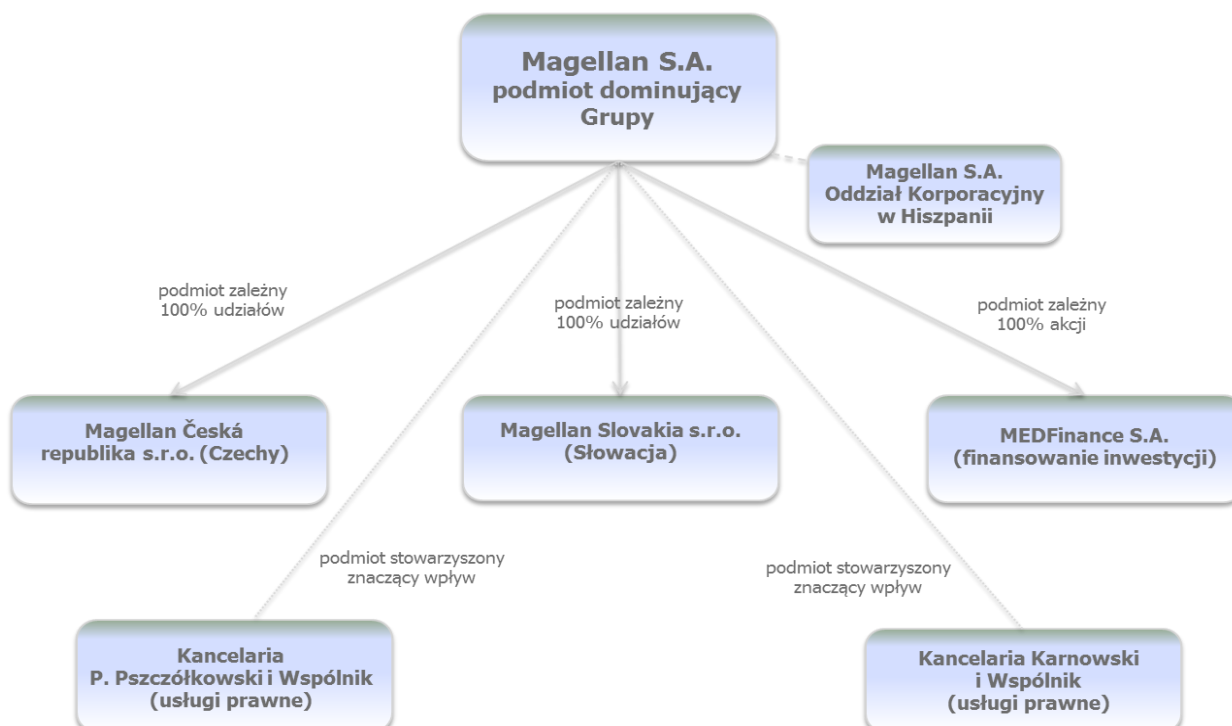 Magellan S.A.
podmiot dominujący
Grupy
Magellan S.A.
Oddział Korporacyjny
w Hiszpanii
podmiot zależny
100% udziałów
podmiot zależny
100% udziałów
podmiot zależny
100% akcji
Magellan Česká
republika s.r.o. (Czechy)
Magellan Slovakia s.r.o.
(Słowacja)
MEDFinance S.A.
(finansowanie inwestycji)
podmiot stowarzyszony
znaczący wpływ
podmiot stowarzyszony
znaczący wpływ
Kancelaria
P. Pszczółkowski i Wspólnik
(usługi prawne)
Kancelaria Karnowski
i Wspólnik
(usługi prawne)